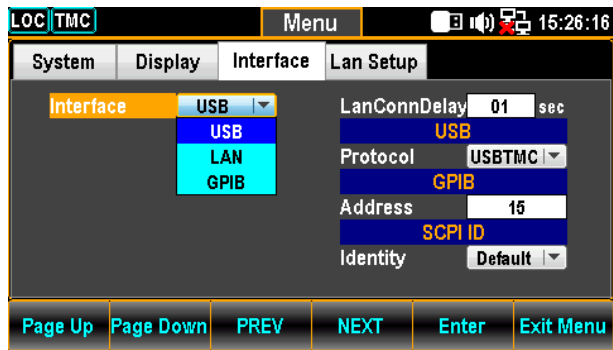 LOC TMC Menu 15:26:16
System Display Interface Lan Setup
Interface USB LanConnDelay 01 sec
USB USB
LAN Protocol USBTMC
GPIB GPIB
Address 15
SCPI ID
Identity Default
Page Up Page Down PREV NEXT Enter Exit Menu